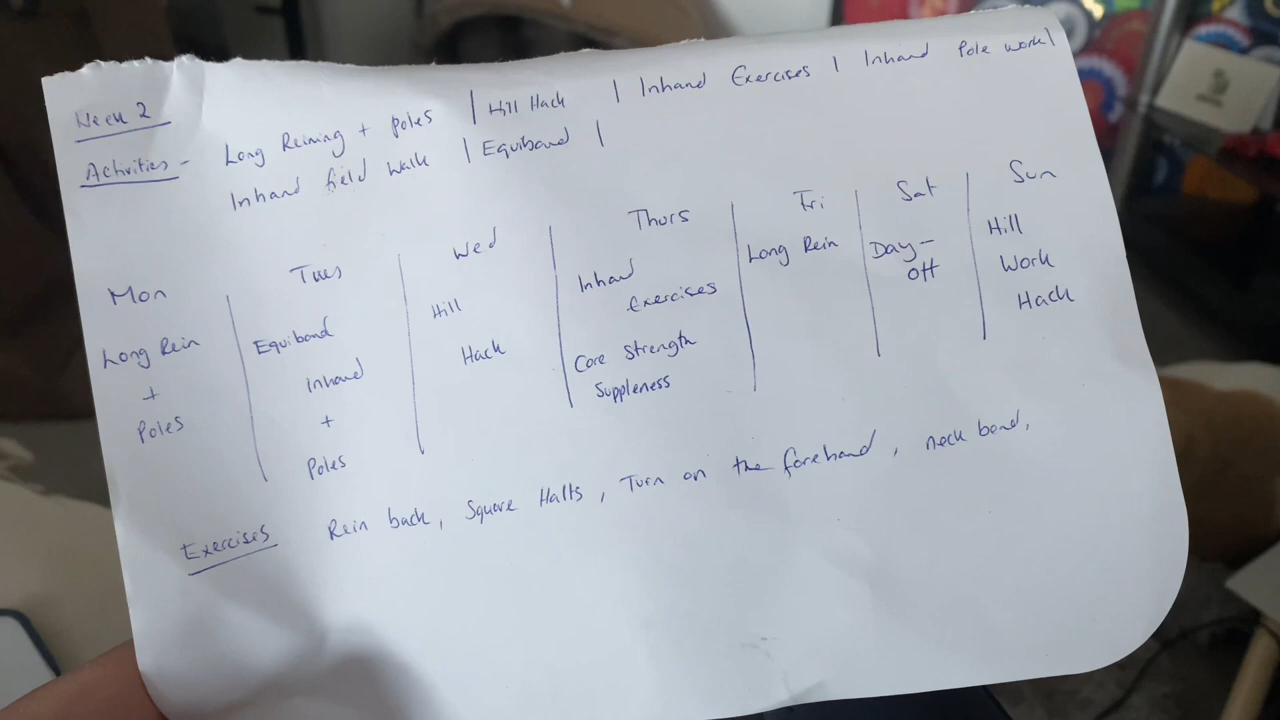 Week 2
Activities - Long Reining + poles | Hill Hack | Inhand Exercises | Inhand Pole work |
Inhand field walk | Equiband |
Mon
Long Rein
+
Poles
Tues
Equiband
inhand
+
Poles
Wed
Hill
Hack
Thurs
Inhand
Exercises
Core Strength
Suppleness
Fri
Long Rein
Sat
Day-
off
Sun
Hill
Work
Hack
Exercises Rein back, Square Halts, Turn on the forehand, neck bend,